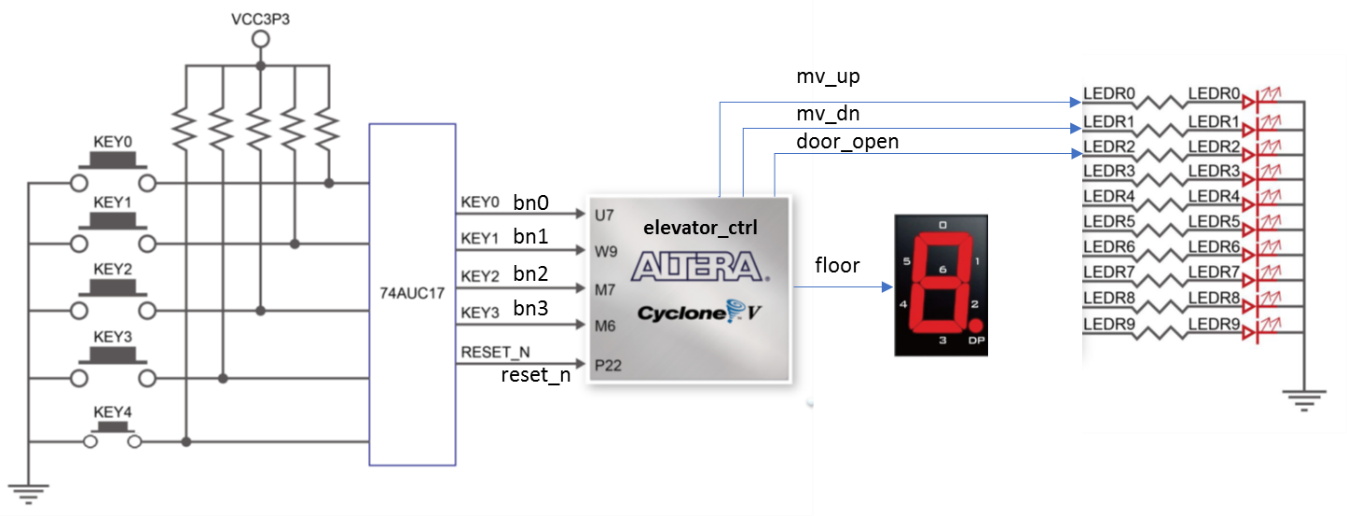 VCC3P3
KEY0
KEY1
KEY2
KEY3
KEY4
74AUC17
KEY0 bn0
KEY1 bn1
KEY2 bn2
KEY3 bn3
RESET_N
reset_n
U7
W9
M7
M6
P22
elevator_ctrl
ALTERA.
Cyclone V
mv_up
mv_dn
door_open
floor
0
5 1
6
4 2
3 DP
LEDR0 LEDR0
LEDR1 LEDR1
LEDR2 LEDR2
LEDR3 LEDR3
LEDR4 LEDR4
LEDR5 LEDR5
LEDR6 LEDR6
LEDR7 LEDR7
LEDR8 LEDR8
LEDR9 LEDR9